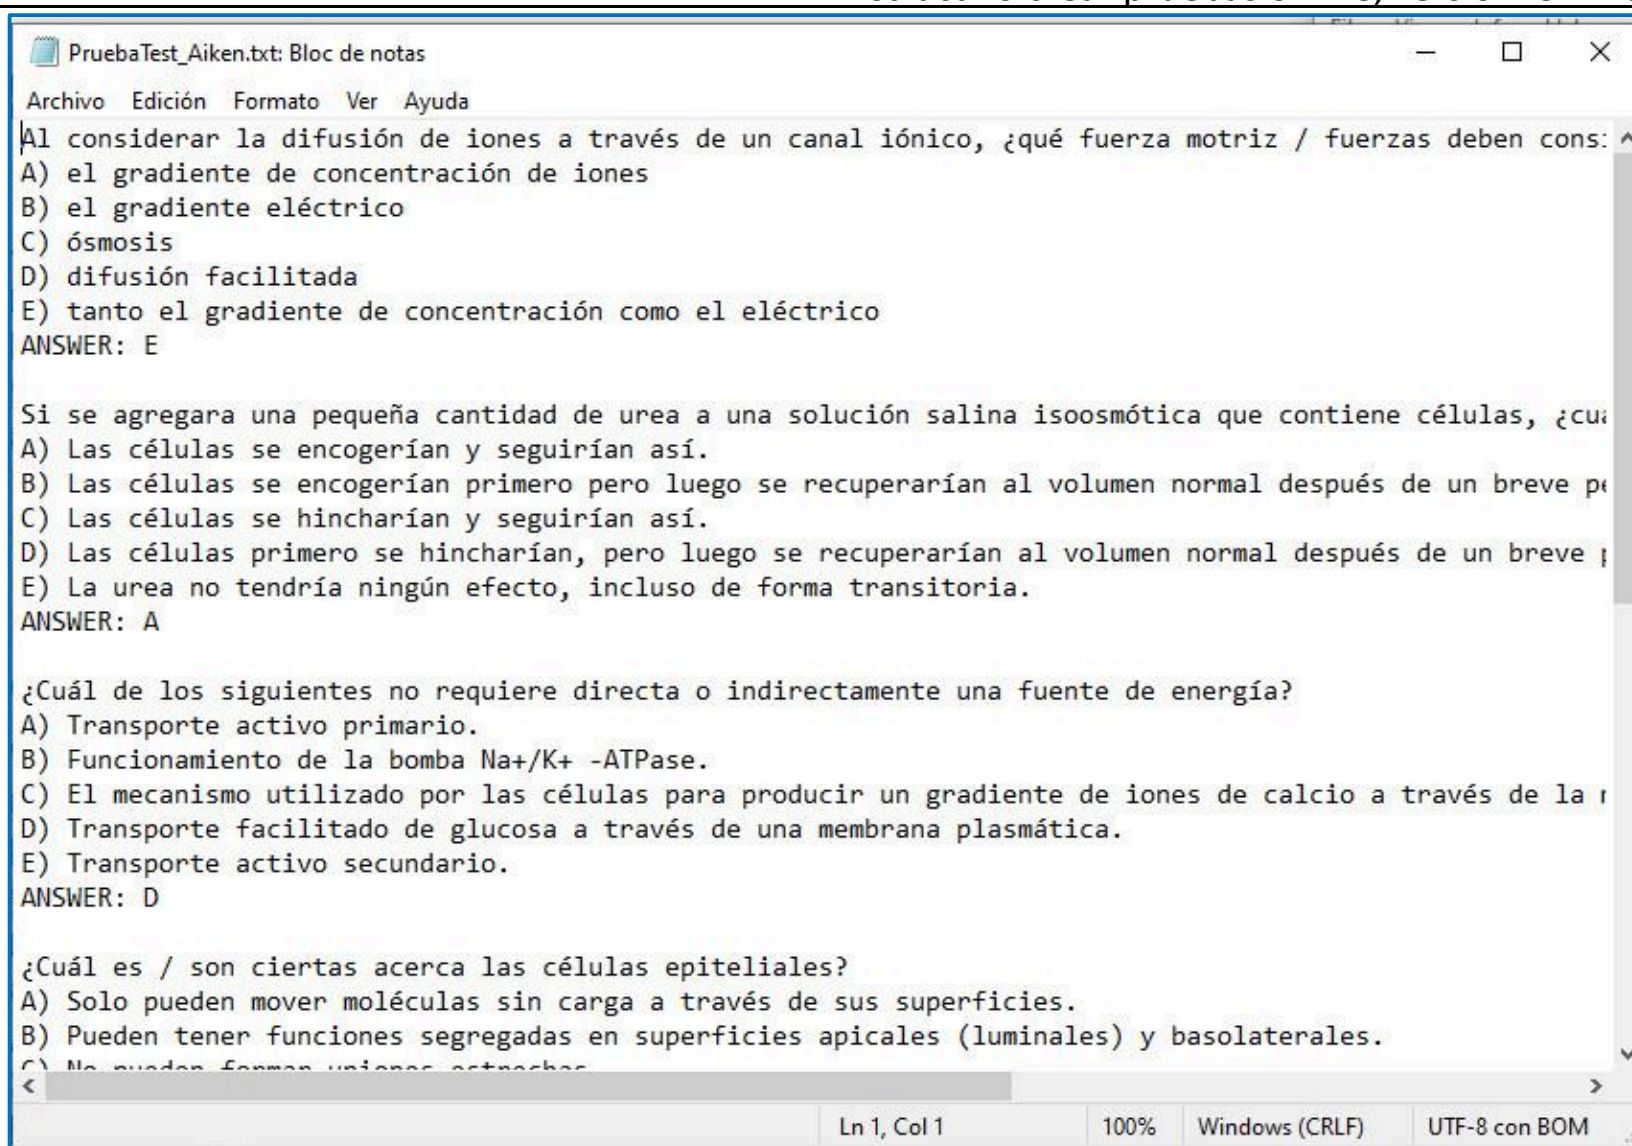 PruebaTest_Aiken.txt: Bloc de notas
Archivo Edición Formato Ver Ayuda
Al considerar la difusión de iones a través de un canal iónico, ¿qué fuerza motriz / fuerzas deben
A) el gradiente de concentración de iones
B) el gradiente eléctrico
C) ósmosis
D) difusión facilitada
E) tanto el gradiente de concentración como el eléctrico
ANSWER: E
Si se agregara una pequeña cantidad de urea a una solución salina isoosmótica que contiene células,
A) Las células se encogerían y seguirían así.
B) Las células se encogerían primero pero luego se recuperarían al volumen normal después de un breve
C) Las células se hincharían y seguirían así.
D) Las células primero se hincharían, pero luego se recuperarían al volumen normal después de un breve
E) La urea no tendría ningún efecto, incluso de forma transitoria.
ANSWER: A
¿Cuál de los siguientes no requiere directa o indirectamente una fuente de energía?
A) Transporte activo primario.
B) Funcionamiento de la bomba Na+/K+ -ATPase.
C) El mecanismo utilizado por las células para producir un gradiente de iones de calcio a través de la
D) Transporte facilitado de glucosa a través de una membrana plasmática.
E) Transporte activo secundario.
ANSWER: D
¿Cuál es / son ciertas acerca las células epiteliales?
A) Solo pueden mover moléculas sin carga a través de sus superficies.
B) Pueden tener funciones segregadas en superficies apicales (luminales) y basolaterales.
C) No pueden formar uniones estrechas
Ln 1, Col 1 100% Windows (CRLF) UTF-8 con BOM